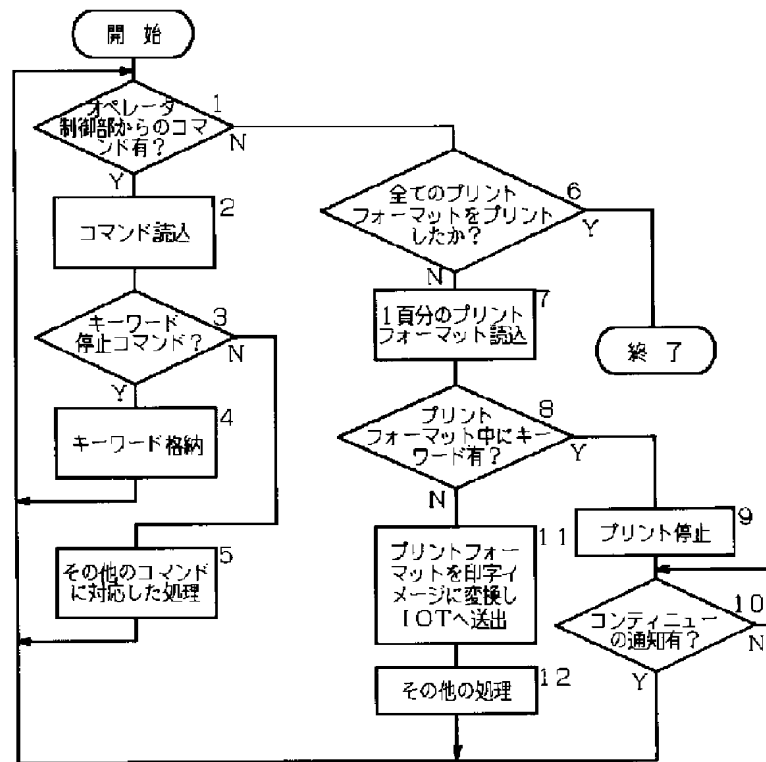 開 始
1
オペレータ
制御部からのコマ
ンド有？
N
Y
2
コマンド読込
3
キーワード
停止コマンド？
N
Y
4
キーワード格納
5
その他のコマンド
に対応した処理
6
全てのプリント
フォーマットをプリント
したか？
Y
N
終 了
7
1頁分のプリント
フォーマット読込
8
プリント
フォーマット中にキー
ワード有？
Y
N
9
プリント停止
10
コンティニュー
の通知有？
N
Y
11
プリントフォー
マットを印字イ
メージに変換し
IOTへ送出
12
その他の処理